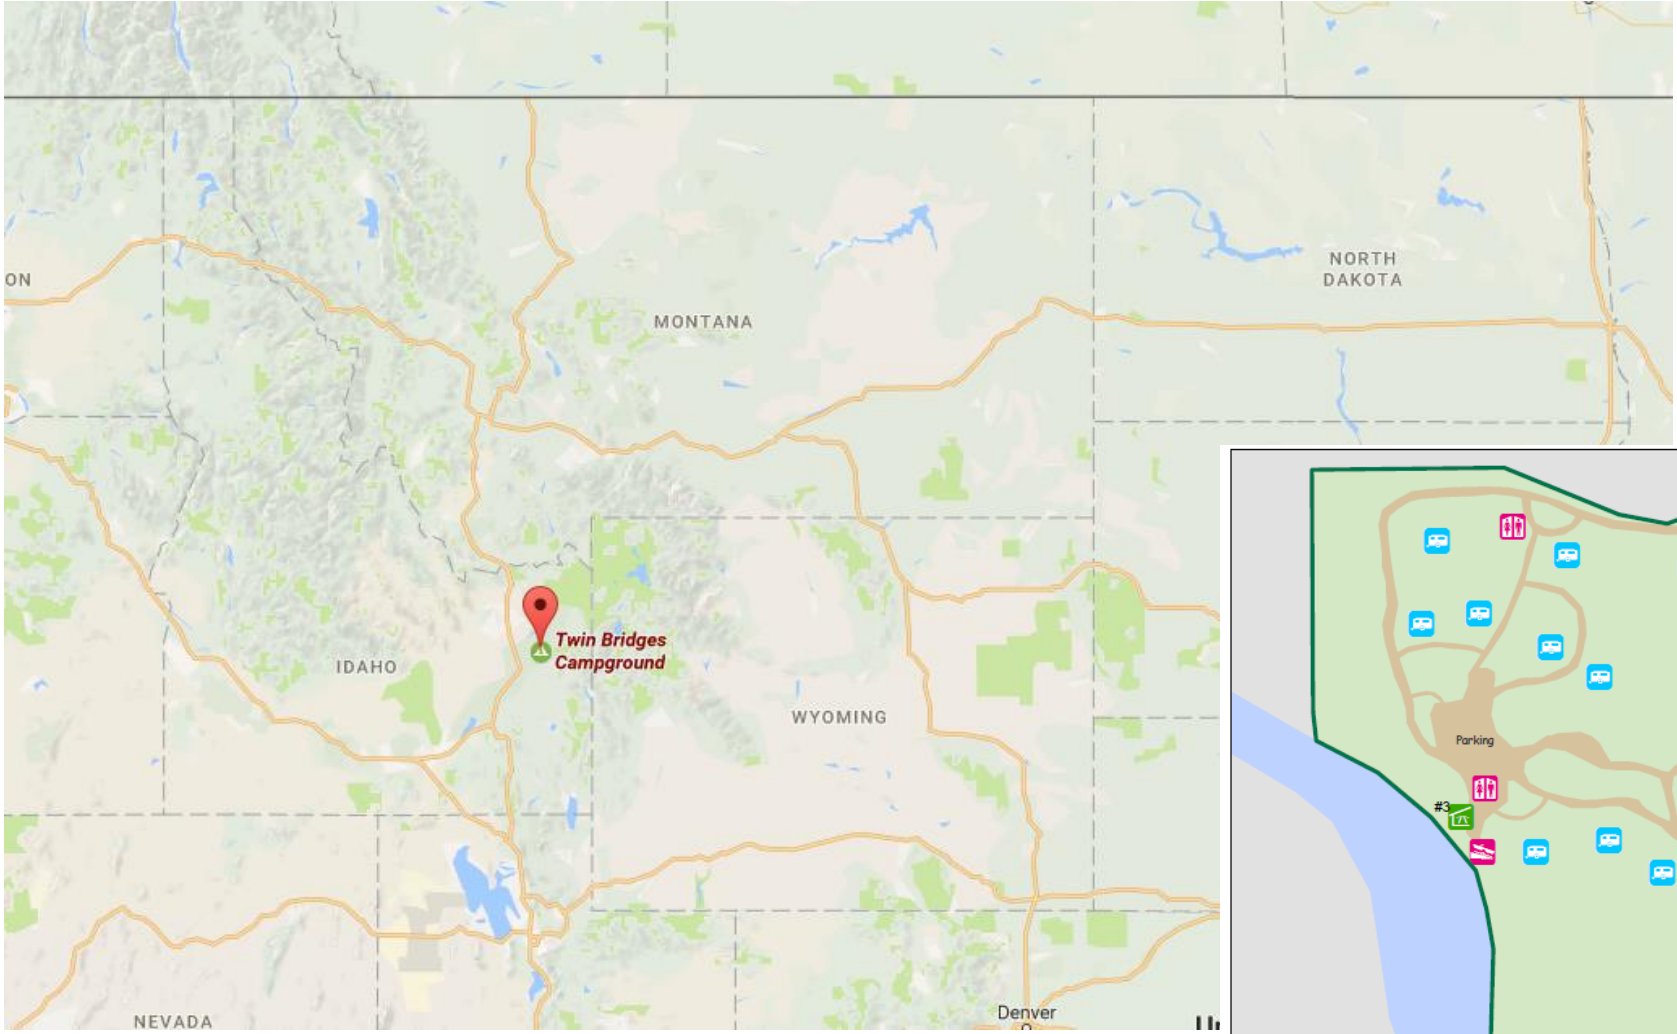 ON
NORTH
DAKOTA
MONTANA
Twin Bridges
Campground
IDAHO
WYOMING
Parking
#3
Denver
NEVADA